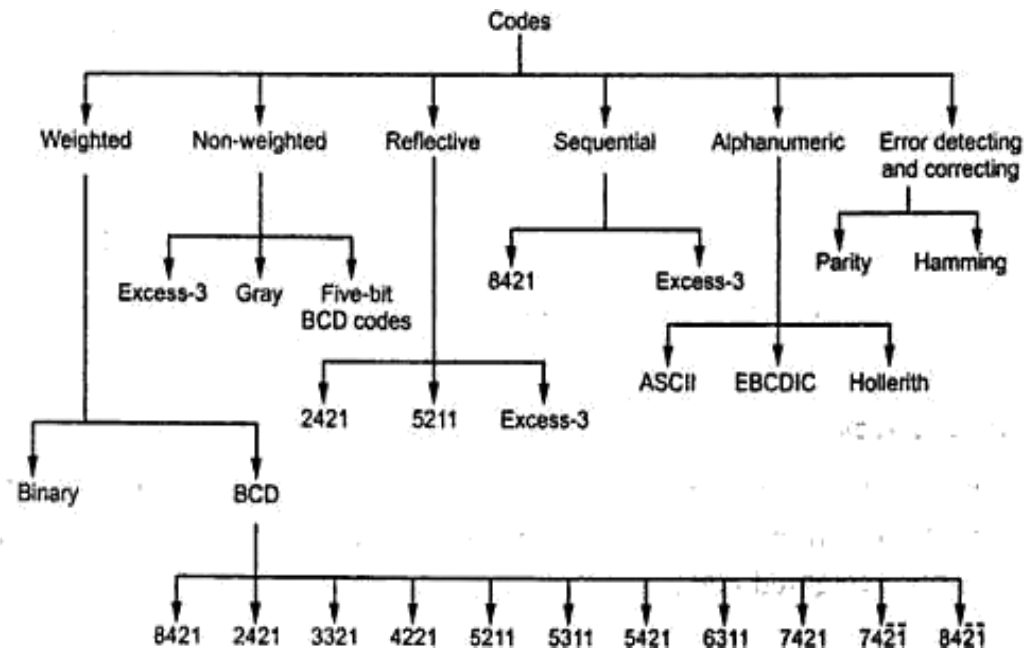 Codes
Weighted
Non-weighted
Reflective
Sequential
Alphanumeric
Error detecting
and correcting
Excess-3
Gray
Five-bit
BCD codes
8421
Excess-3
Parity
Hamming
2421
5211
Excess-3
ASCII
EBCDIC
Hollerith
Binary
BCD
8421
2421
3321
4221
5211
5311
5421
6311
7421
742̅1̅
842̅1̅